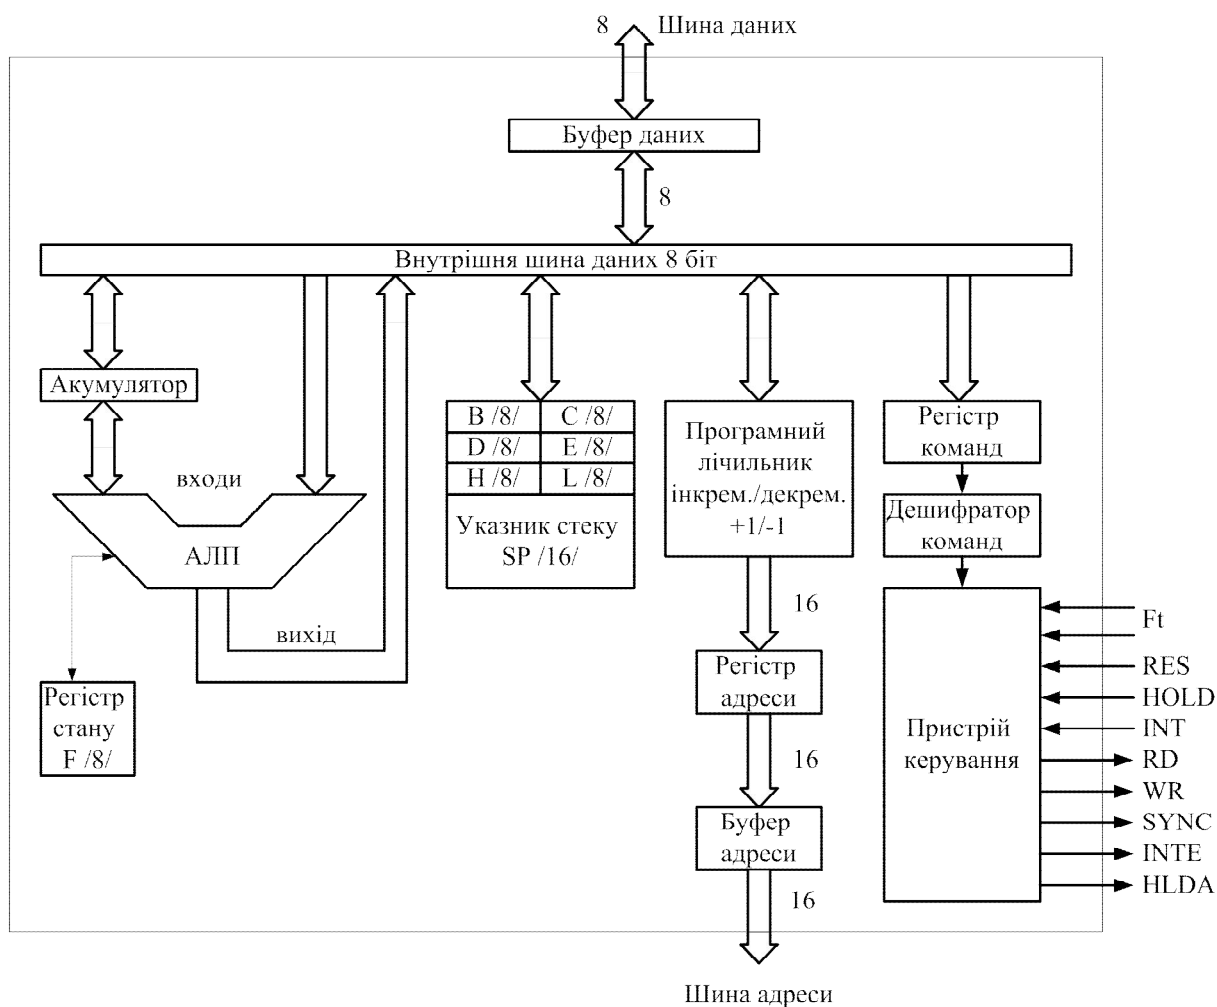 8 Шина даних
Буфер даних
8
Внутрішня шина даних 8 біт
Акумулятор
входи
АЛП
вихід
Регістр
стану
F /8/
B /8/ C /8/
D /8/ E /8/
H /8/ L /8/
Указник стеку
SP /16/
Програмний
лічильник
інкрем./декрем.
+1/-1
16
Регістр
адреси
16
Буфер
адреси
16
Шина адреси
Регістр
команд
Дешифратор
команд
Пристрій
керування
Ft
RES
HOLD
INT
RD
WR
SYNC
INTE
HLDA